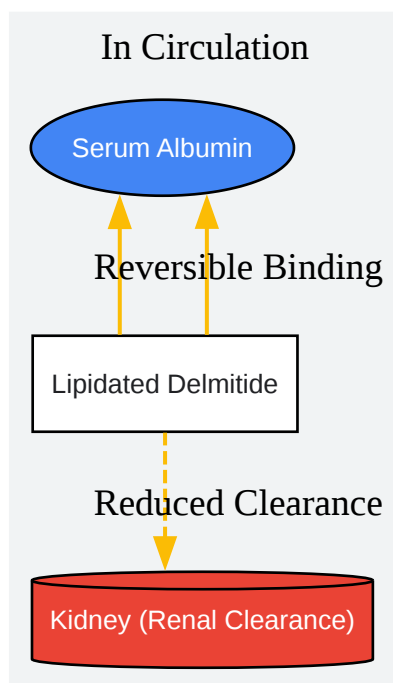 In Circulation
Serum Albumin
Reversible Binding
Lipidated Delmitide
Reduced Clearance
Kidney (Renal Clearance)